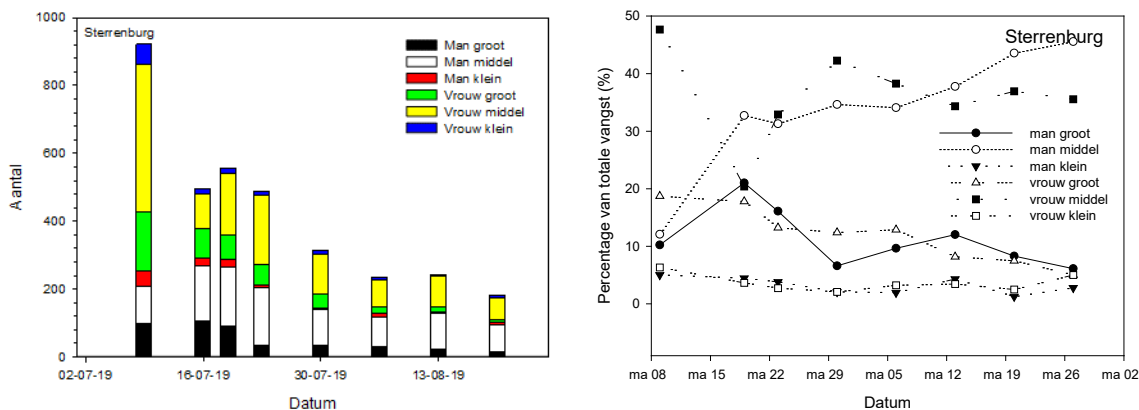 1000
800
600
400
200
0
Aantal
Sterrenburg
Man groot
Man middel
Man klein
Vrouw groot
Vrouw middel
Vrouw klein
02-07-19 16-07-19 30-07-19 13-08-19
Datum
50
40
30
20
10
0
Percentage van totale vangst (%)
Sterrenburg
man groot
man middel
man klein
vrouw groot
vrouw middel
vrouw klein
ma 08 ma 15 ma 22 ma 29 ma 05 ma 12 ma 19 ma 26 ma 02
Datum